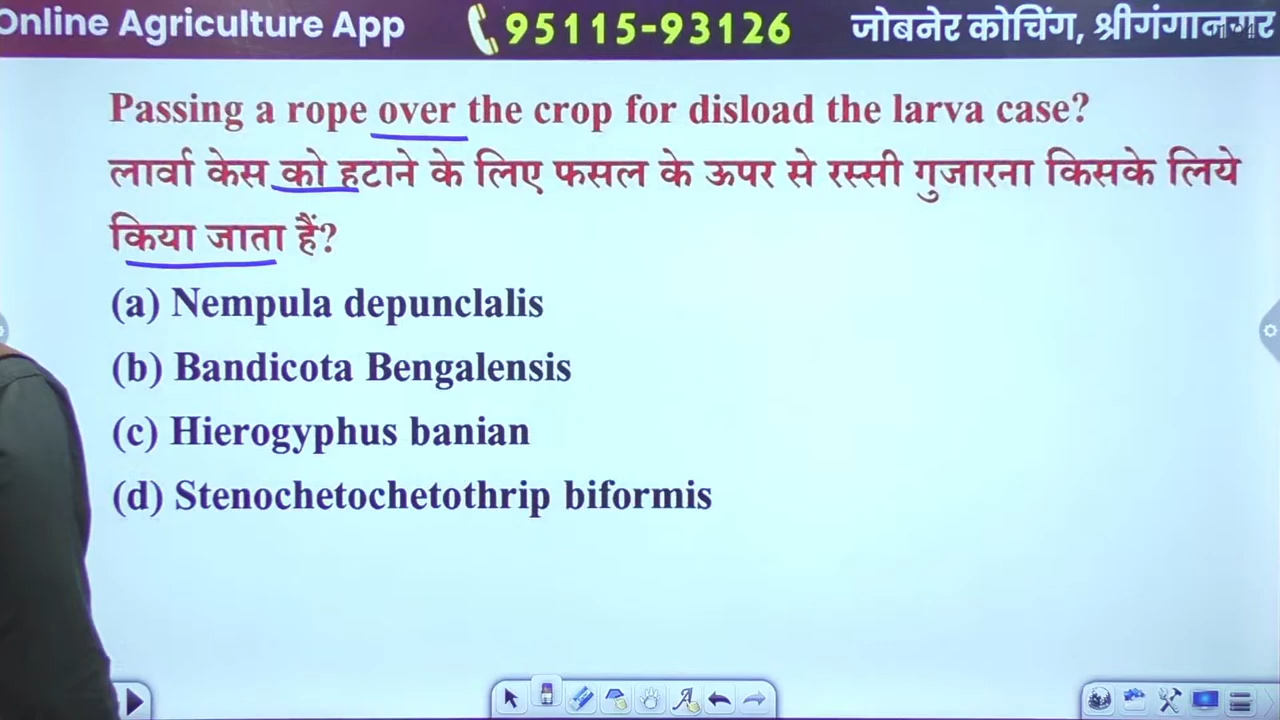 Online Agriculture App 95115-93126 जोबनेर कोचिंग, श्रीगंगानगर
Passing a rope over the crop for disload the larva case?
लार्वा केस को हटाने के लिए फसल के ऊपर से रस्सी गुजारना किसके लिये
किया जाता हैं?
(a) Nempula depunclalis
(b) Bandicota Bengalensis
(c) Hierogyphus banian
(d) Stenochetochetothrip biformis